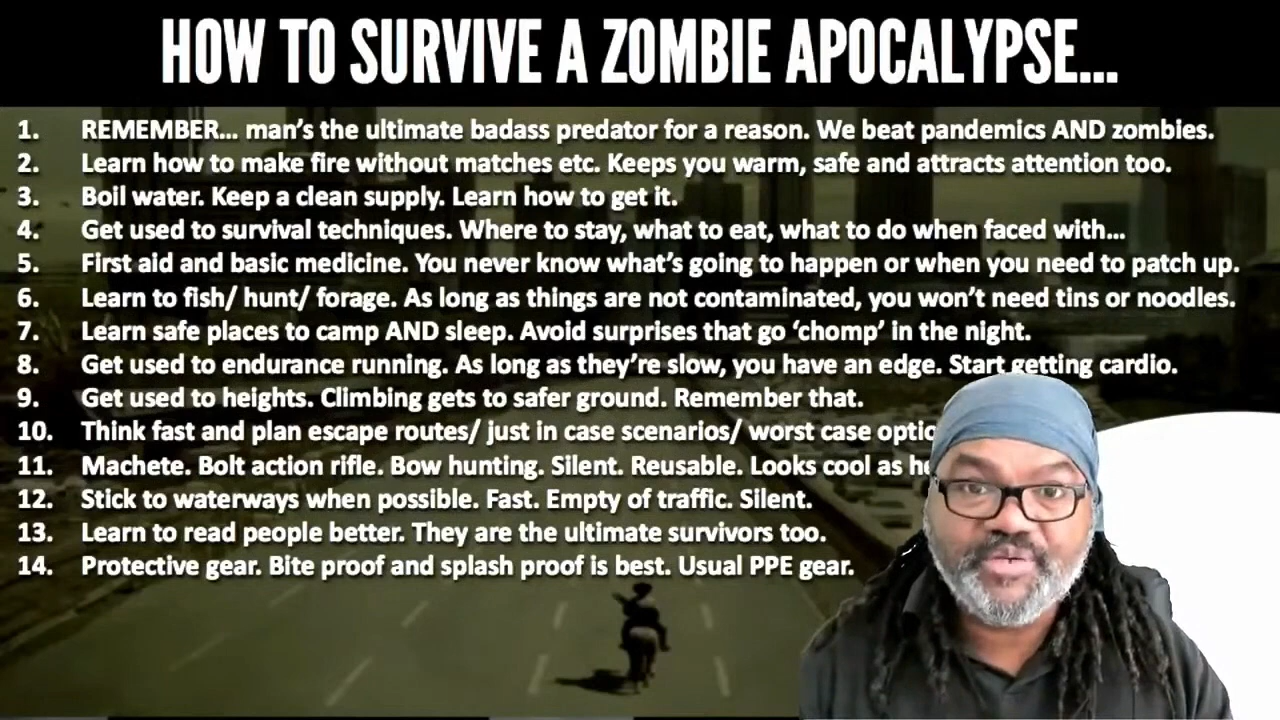 HOW TO SURVIVE A ZOMBIE APOCALYPSE...
1. REMEMBER... man's the ultimate badass predator for a reason. We beat pandemics AND zombies.
2. Learn how to make fire without matches etc. Keeps you warm, safe and attracts attention too.
3. Boil water. Keep a clean supply. Learn how to get it.
4. Get used to survival techniques. Where to stay, what to eat, what to do when faced with...
5. First aid and basic medicine. You never know what's going to happen or when you need to patch up.
6. Learn to fish/ hunt/ forage. As long as things are not contaminated, you won't need tins or noodles.
7. Learn safe places to camp AND sleep. Avoid surprises that go ‘chomp’ in the night.
8. Get used to endurance running. As long as they're slow, you have an edge. Start getting cardio.
9. Get used to heights. Climbing gets to safer ground. Remember that.
10. Think fast and plan escape routes/ just in case scenarios/ worst case
11. Machete. Bolt action rifle. Bow hunting. Silent. Reusable. Looks cool as
12. Stick to waterways when possible. Fast. Empty of traffic. Silent.
13. Learn to read people better. They are the ultimate survivors too.
14. Protective gear. Bite proof and splash proof is best. Usual PPE gear.